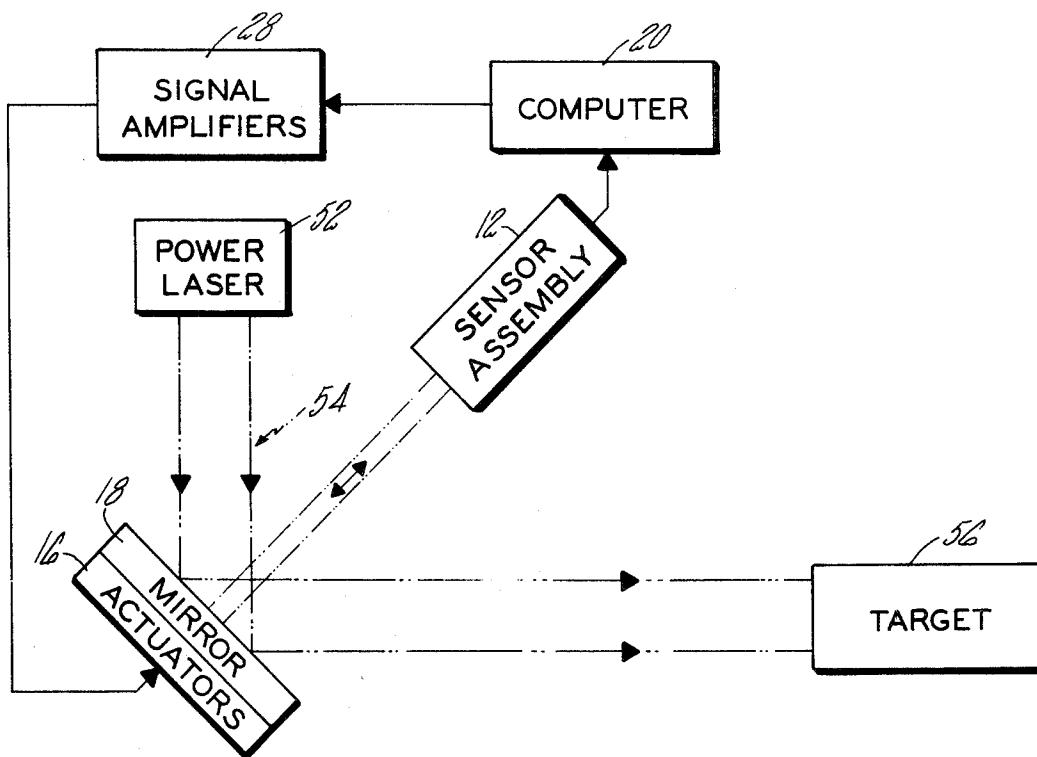 28
SIGNAL
AMPLIFIERS
20
COMPUTER
52
POWER
LASER
12
SENSOR
ASSEMBLY
54
18
MIRROR
16
ACTUATORS
56
TARGET